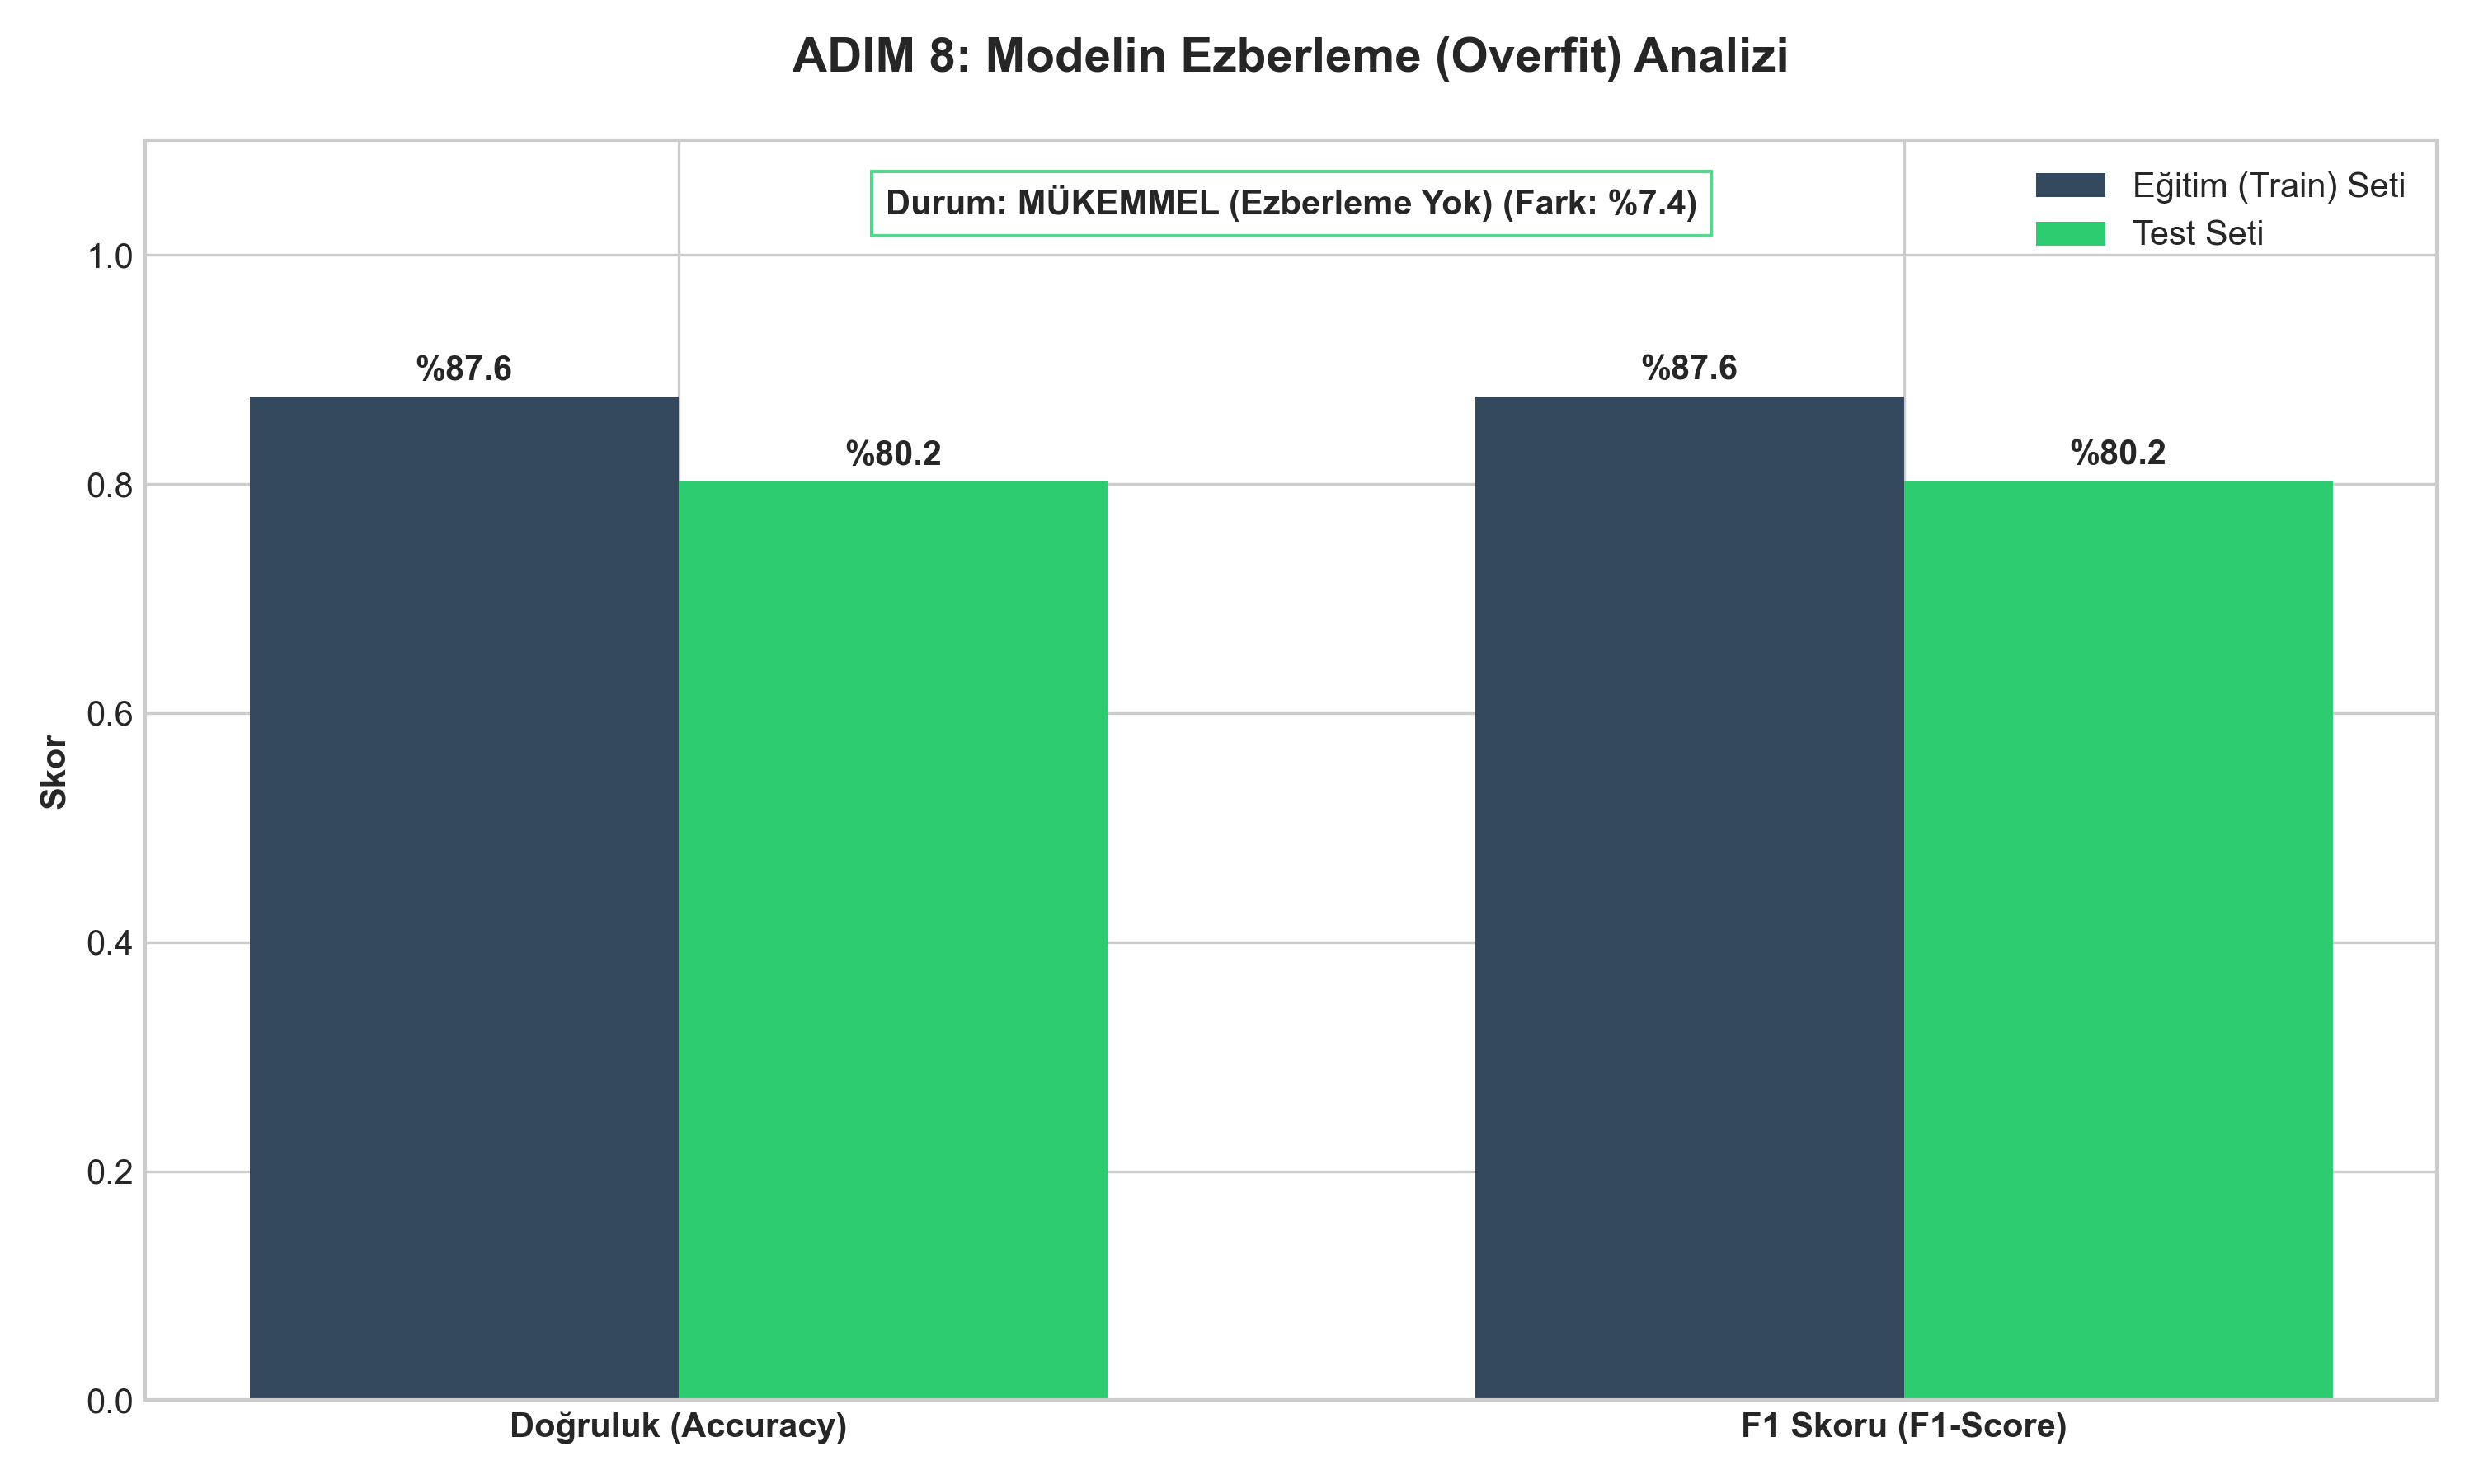 ADIM 8: Modelin Ezberleme (Overfit) Analizi
Durum: MÜKEMMEL (Ezberleme Yok) (Fark: %7.4)
Eğitim (Train) Seti
Test Seti
1.0
0.8
0.6
0.4
0.2
0.0
Skor
%87.6
%80.2
%87.6
%80.2
Doğruluk (Accuracy)
F1 Skoru (F1-Score)